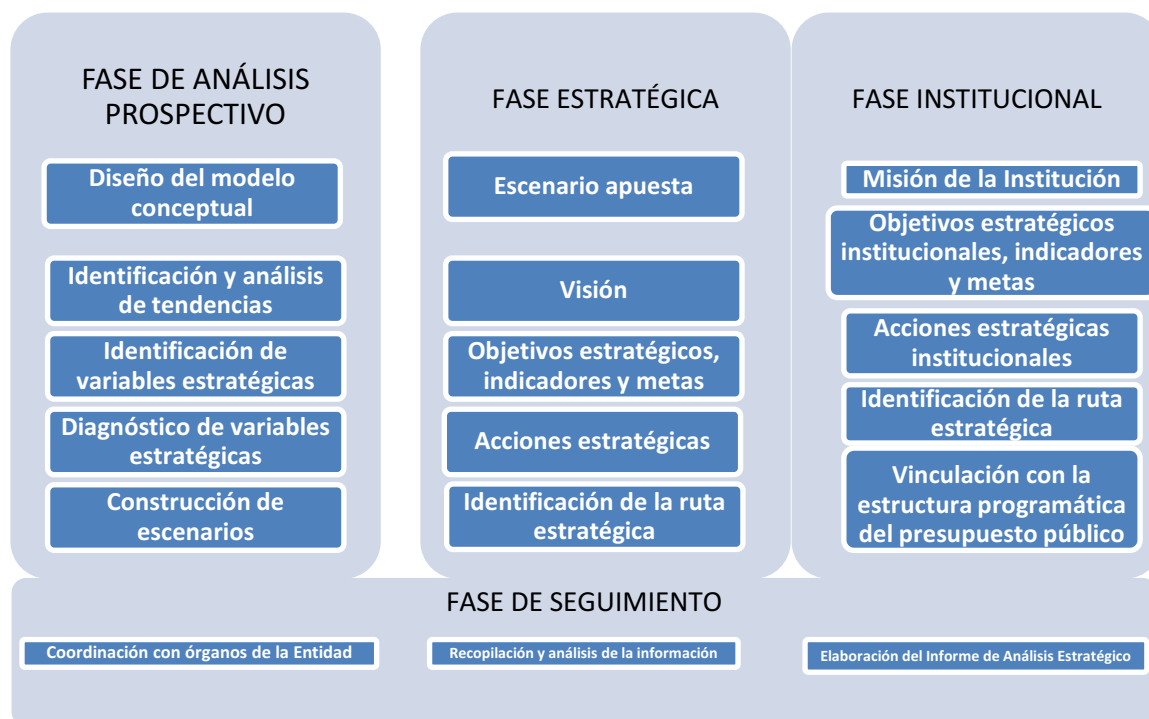 FASE DE ANÁLISIS
PROSPECTIVO
Diseño del modelo
conceptual
Identificación y análisis
de tendencias
Identificación de
variables estratégicas
Diagnóstico de variables
estratégicas
Construcción de
escenarios
FASE ESTRATÉGICA
Escenario apuesta
Visión
Objetivos estratégicos,
indicadores y metas
Acciones estratégicas
Identificación de la ruta
estratégica
FASE INSTITUCIONAL
Misión de la Institución
Objetivos estratégicos
institucionales, indicadores
y metas
Acciones estratégicas
institucionales
Identificación de la ruta
estratégica
Vinculación con la
estructura programática
del presupuesto público
FASE DE SEGUIMIENTO
Coordinación con órganos de la Entidad
Recopilación y análisis de la información
Elaboración del Informe de Análisis Estratégico